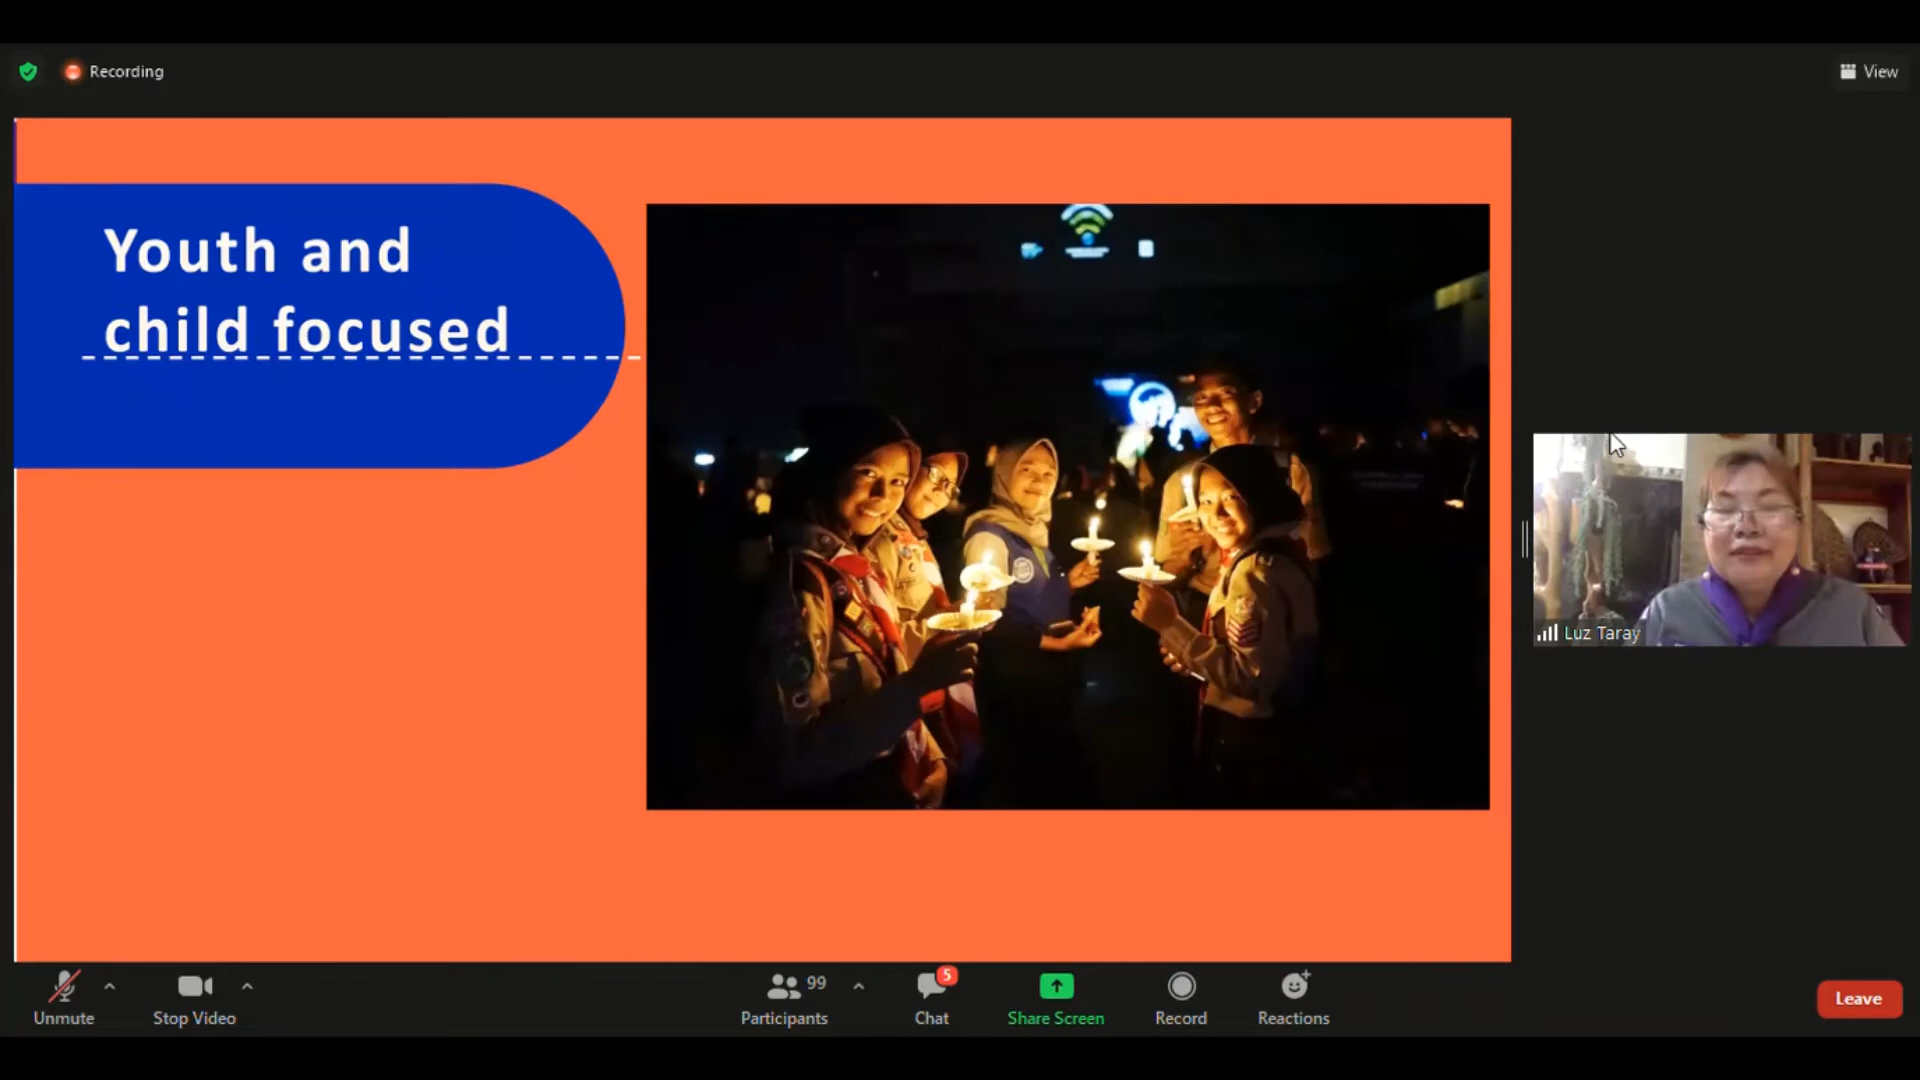 Recording
View
Youth and
child focused
Luz Taray
Unmute
Stop Video
99
Participants
5
Chat
Share Screen
Record
Reactions
Leave